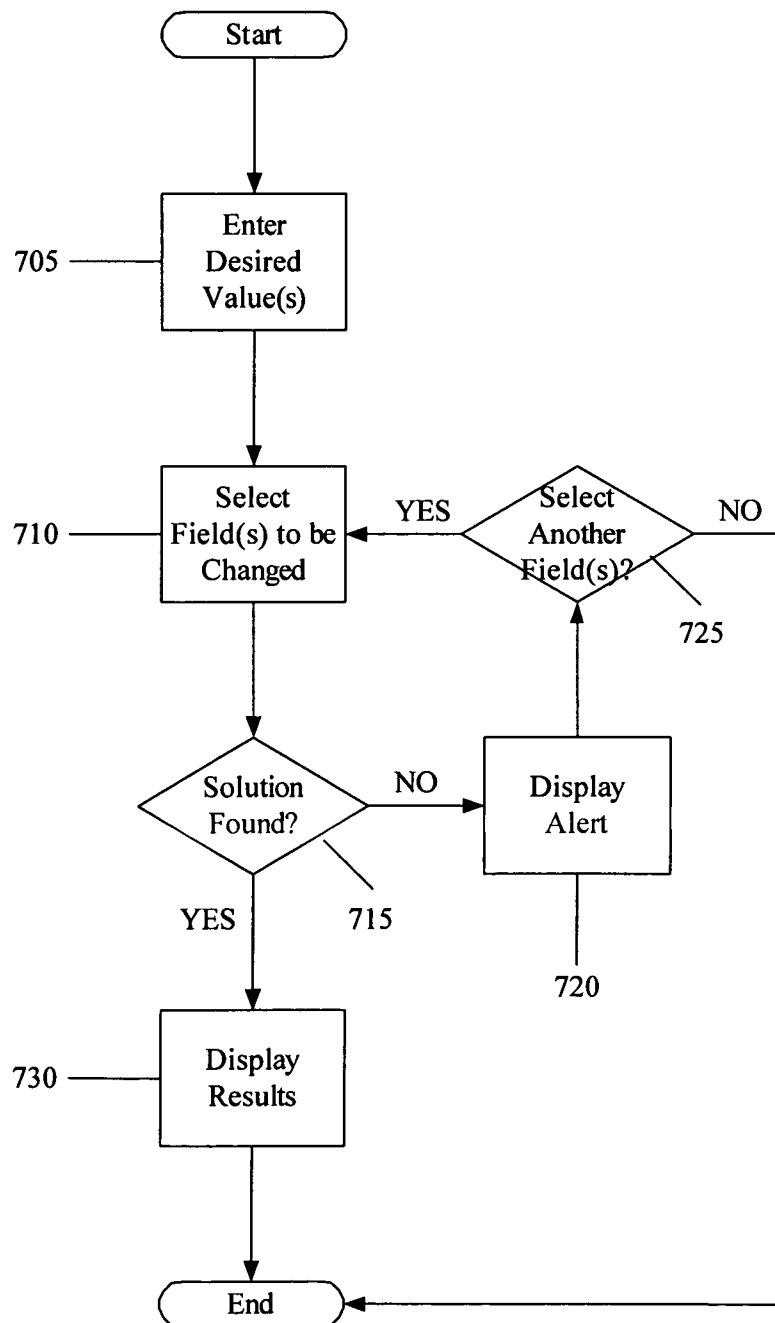 Start
705
Enter
Desired
Value(s)
710
Select
Field(s) to be
Changed
YES
Select
Another
Field(s)?
NO
725
Solution
Found?
NO
Display
Alert
715
YES
720
730
Display
Results
End